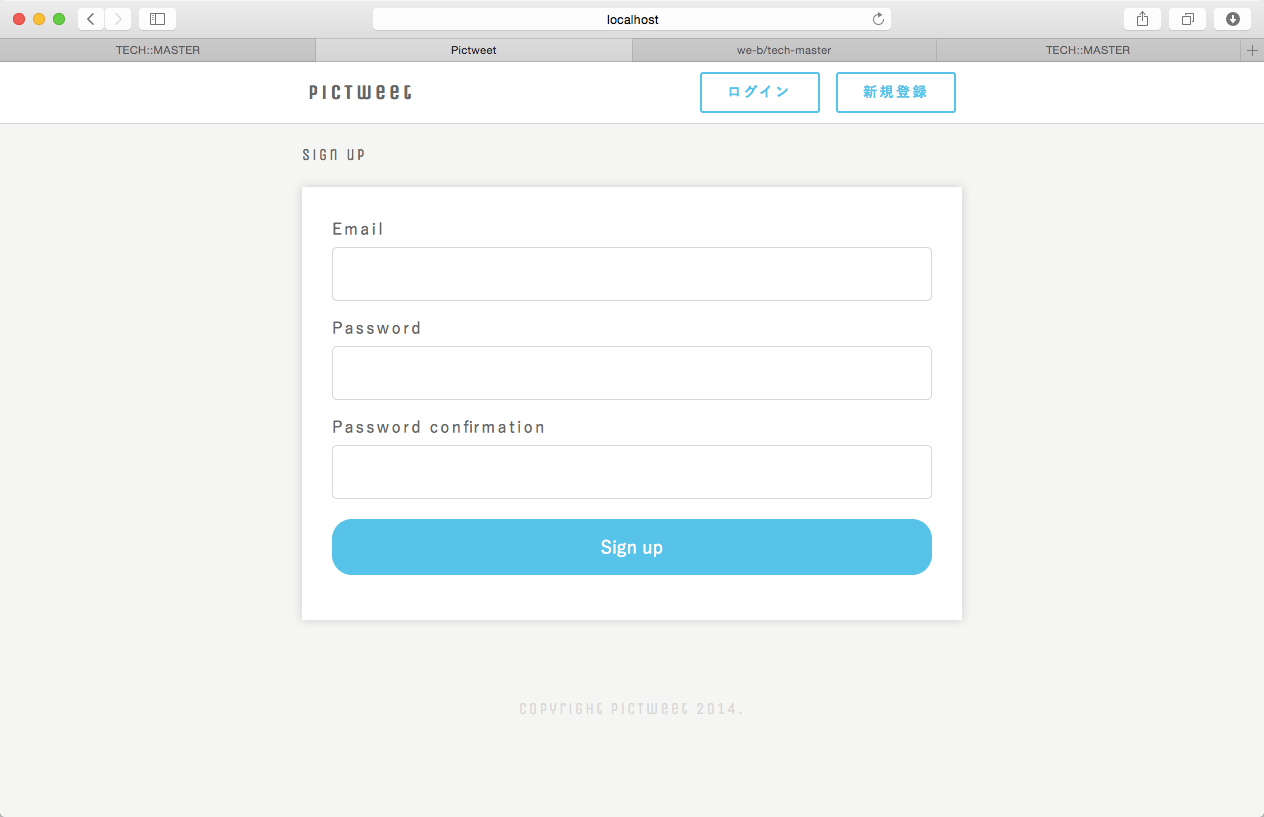 localhost
TECH::MASTER
Pictweet
we-b/tech-master
TECH::MASTER
PICTWEET
ログイン
新規登録
SIGN UP
Email
Password
Password confirmation
Sign up
COPYRIGHT PICTWEET 2014.